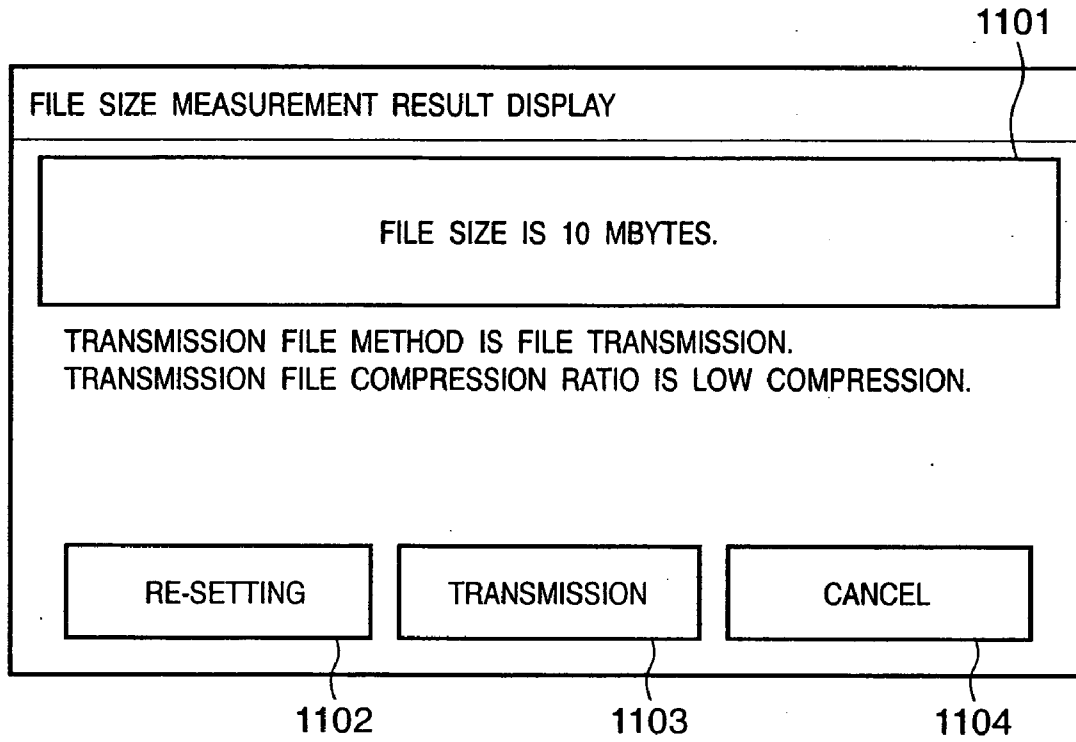 1101
FILE SIZE MEASUREMENT RESULT DISPLAY
FILE SIZE IS 10 MBYTES.
TRANSMISSION FILE METHOD IS FILE TRANSMISSION.
TRANSMISSION FILE COMPRESSION RATIO IS LOW COMPRESSION.
RE-SETTING TRANSMISSION CANCEL
1102 1103 1104